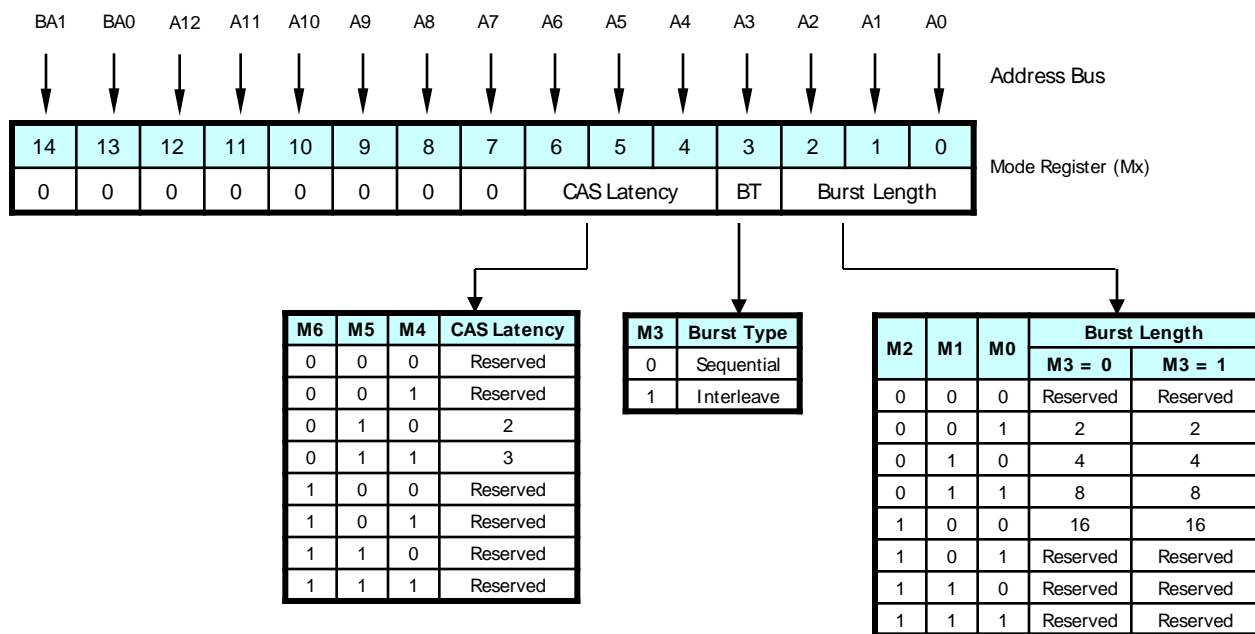 BA1 BA0 A12 A11 A10 A9 A8 A7 A6 A5 A4 A3 A2 A1 A0
Address Bus
14 13 12 11 10 9 8 7 6 5 4 3 2 1 0
Mode Register (Mx)
0 0 0 0 0 0 0 0 CAS Latency BT Burst Length
M6 M5 M4 CAS Latency
0 0 0 Reserved
0 0 1 Reserved
0 1 0 2
0 1 1 3
1 0 0 Reserved
1 0 1 Reserved
1 1 0 Reserved
1 1 1 Reserved
M3 Burst Type
0 Sequential
1 Interleave
M2 M1 M0 Burst Length
M3 = 0 M3 = 1
0 0 0 Reserved Reserved
0 0 1 2 2
0 1 0 4 4
0 1 1 8 8
1 0 0 16 16
1 0 1 Reserved Reserved
1 1 0 Reserved Reserved
1 1 1 Reserved Reserved